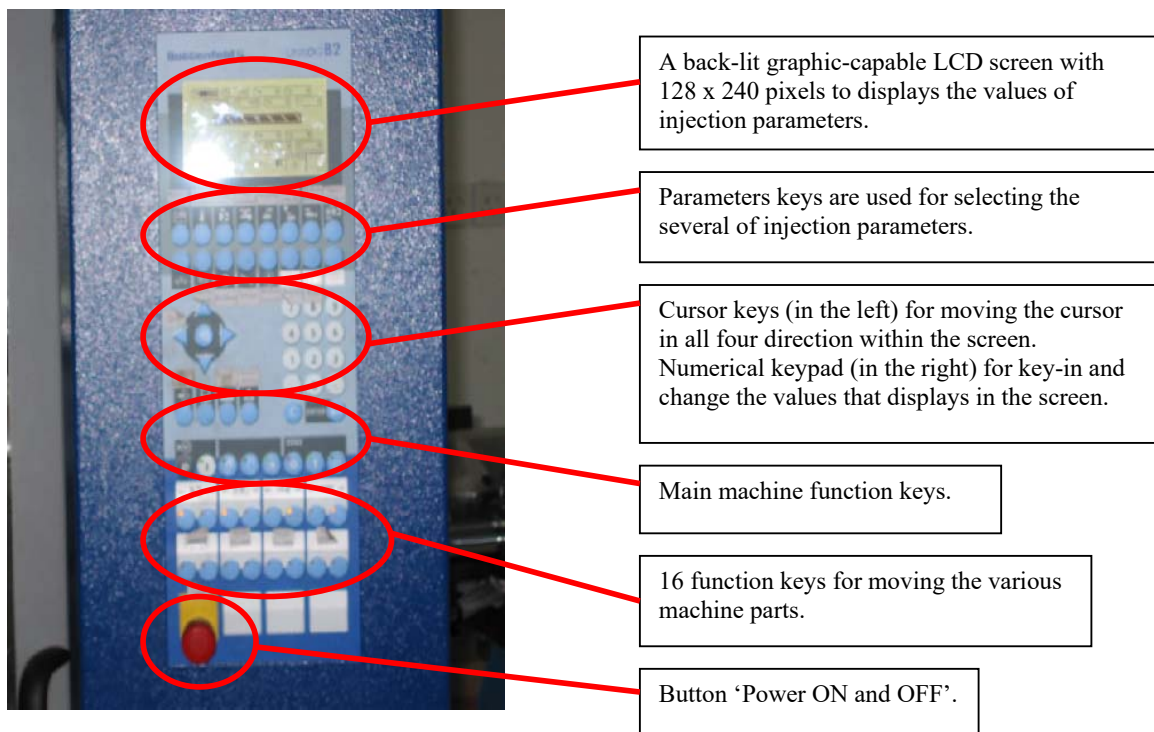 Battenfeld
UNILOG B2
A back-lit graphic-capable LCD screen with
128 x 240 pixels to displays the values of
injection parameters.
Parameters keys are used for selecting the
several of injection parameters.
Cursor keys (in the left) for moving the cursor
in all four direction within the screen.
Numerical keypad (in the right) for key-in and
change the values that displays in the screen.
Main machine function keys.
16 function keys for moving the various
machine parts.
Button ‘Power ON and OFF’.